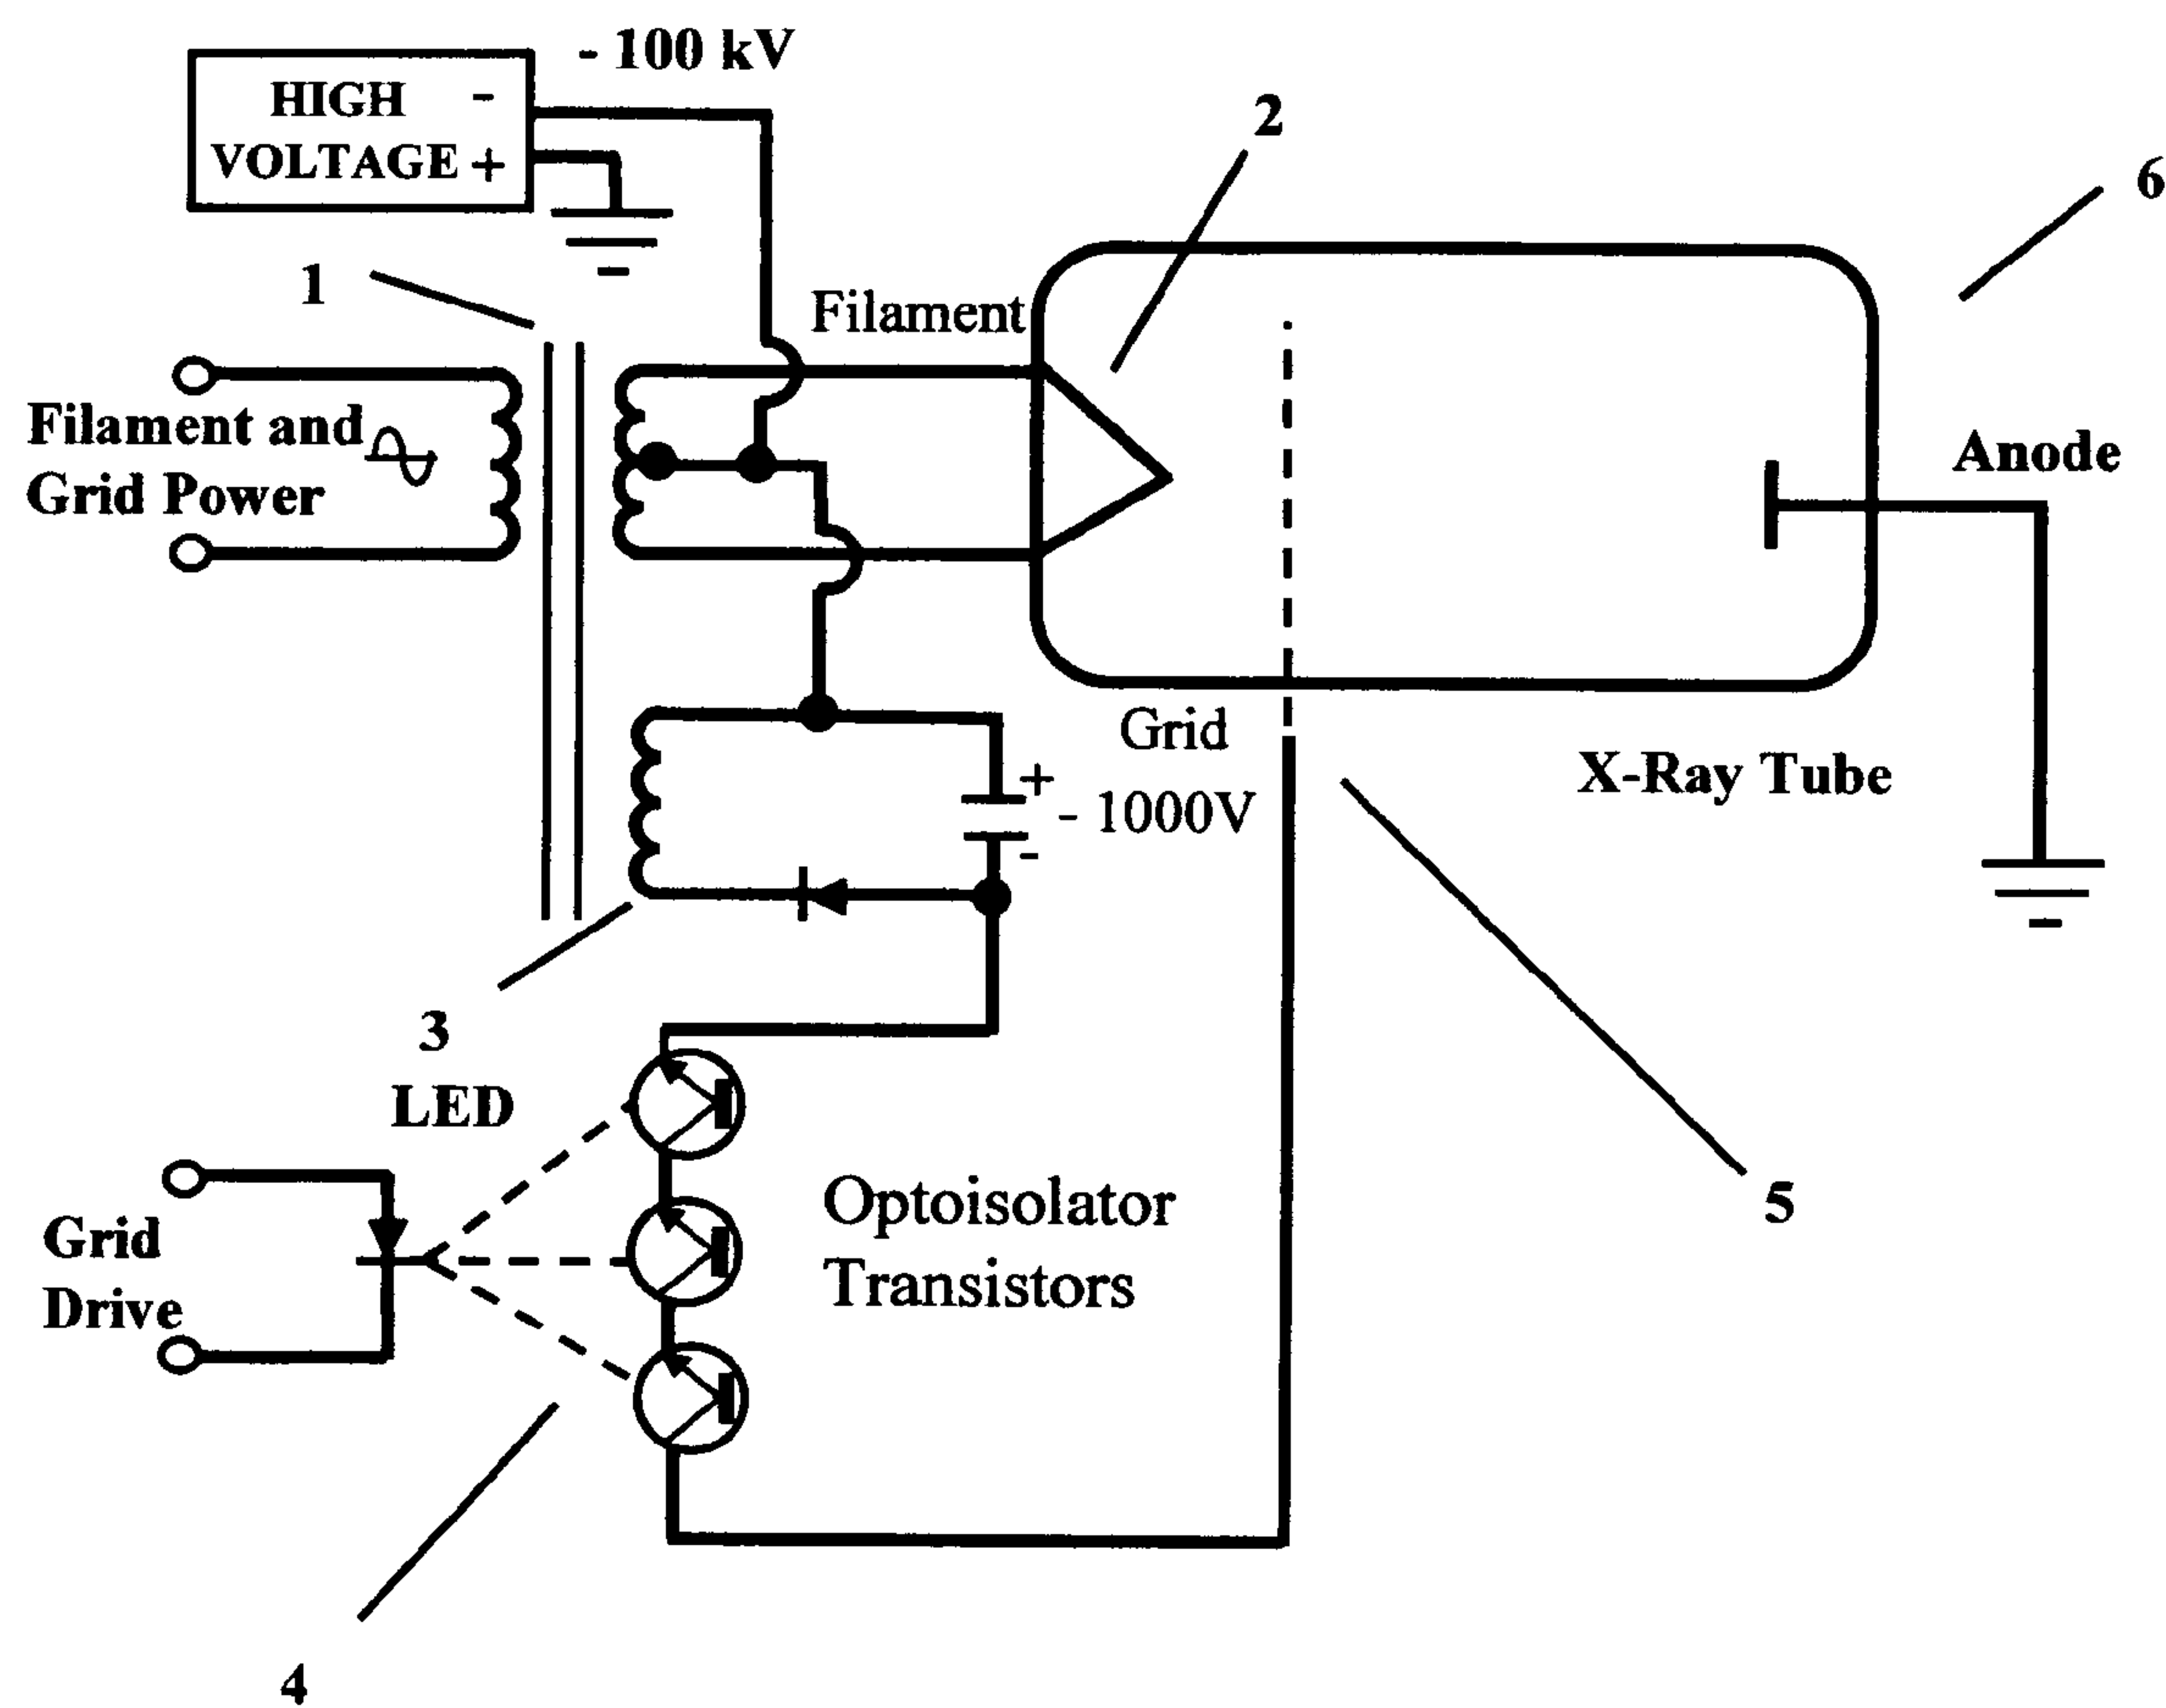 - 100 kV
HIGH -
VOLTAGE +
2
6
1
Filament
Filament and
Grid Power
Anode
Grid
+
- 1000V
-
X-Ray Tube
3
LED
Optoisolator
Transistors
5
Grid
Drive
4